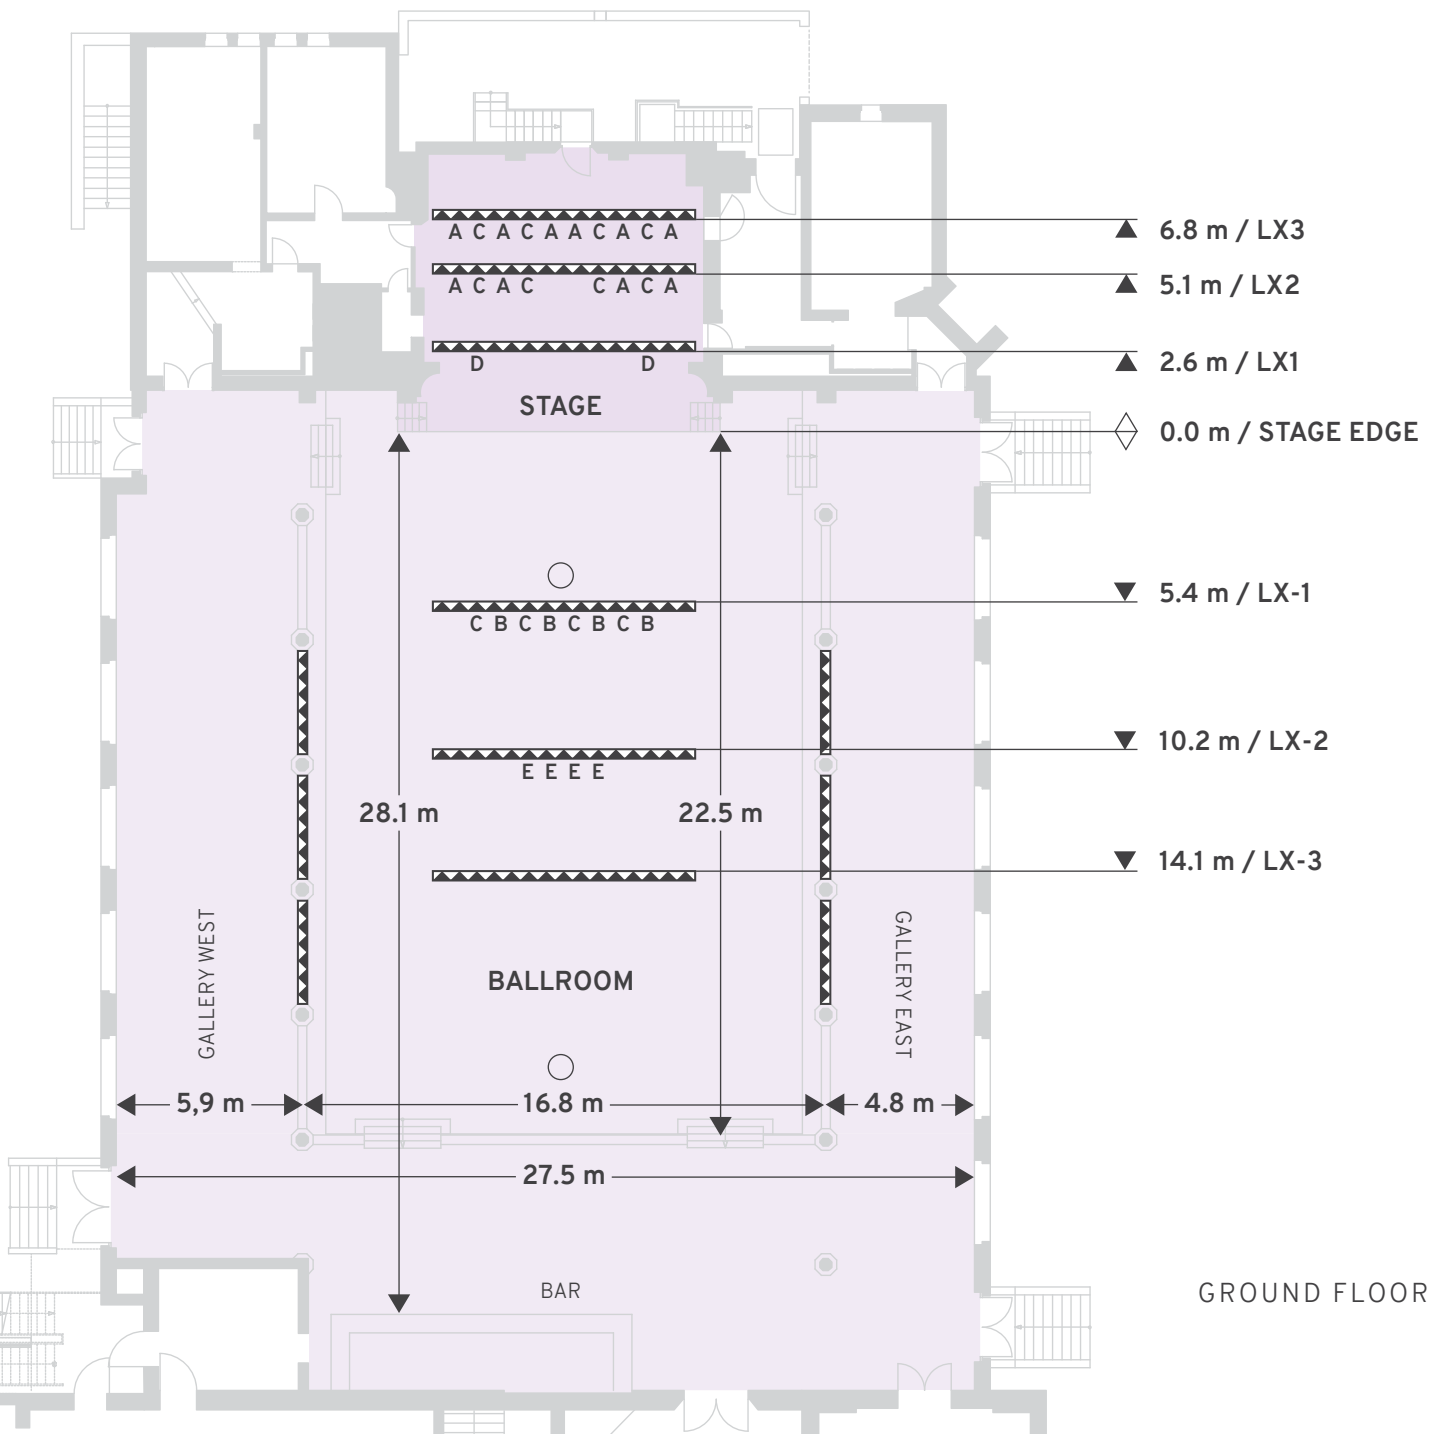 6.8 m / LX3
A C A C A A C A C A
5.1 m / LX2
A C A C C A C A
2.6 m / LX1
D D
STAGE
0.0 m / STAGE EDGE
5.4 m / LX-1
C B C B C B C B
10.2 m / LX-2
E E E E
28.1 m
22.5 m
14.1 m / LX-3
GALLERY WEST
GALLERY EAST
BALLROOM
5,9 m
16.8 m
4.8 m
27.5 m
BAR
GROUND FLOOR